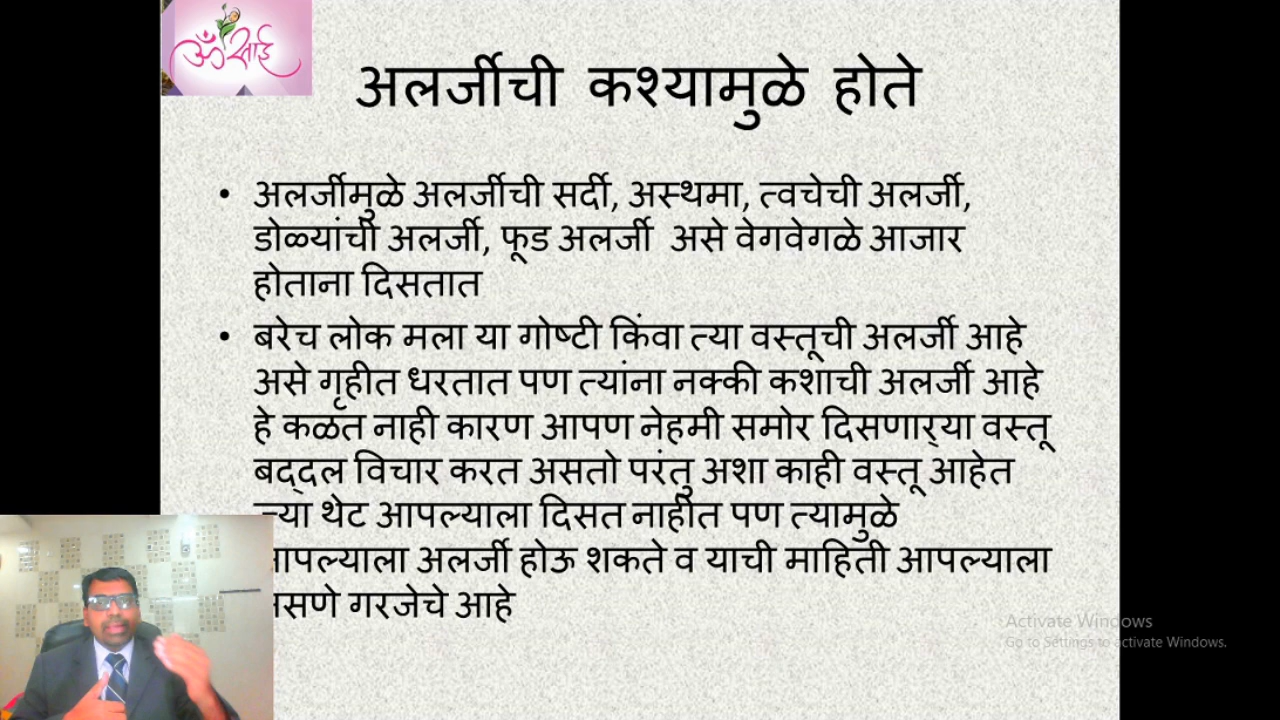 ॐ साई
अलर्जीची कश्यामुळे होते
• अलर्जीमुळे अलर्जीची सर्दी, अस्थमा, त्वचेची अलर्जी,
डोळ्यांची अलर्जी, फूड अलर्जी असे वेगवेगळे आजार
होताना दिसतात
• बरेच लोक मला या गोष्टी किंवा त्या वस्तूची अलर्जी आहे
असे गृहीत धरतात पण त्यांना नक्की कशाची अलर्जी आहे
हे कळत नाही कारण आपण नेहमी समोर दिसणाऱ्या वस्तू
बद्दल विचार करत असतो परंतु अशा काही वस्तू आहेत
थेट आपल्याला दिसत नाहीत पण त्यामुळे
अलर्जी होऊ शकते व याची माहिती आपल्याला
गरजेचे आहे
Activate Windows
Go to Settings to activate Windows.